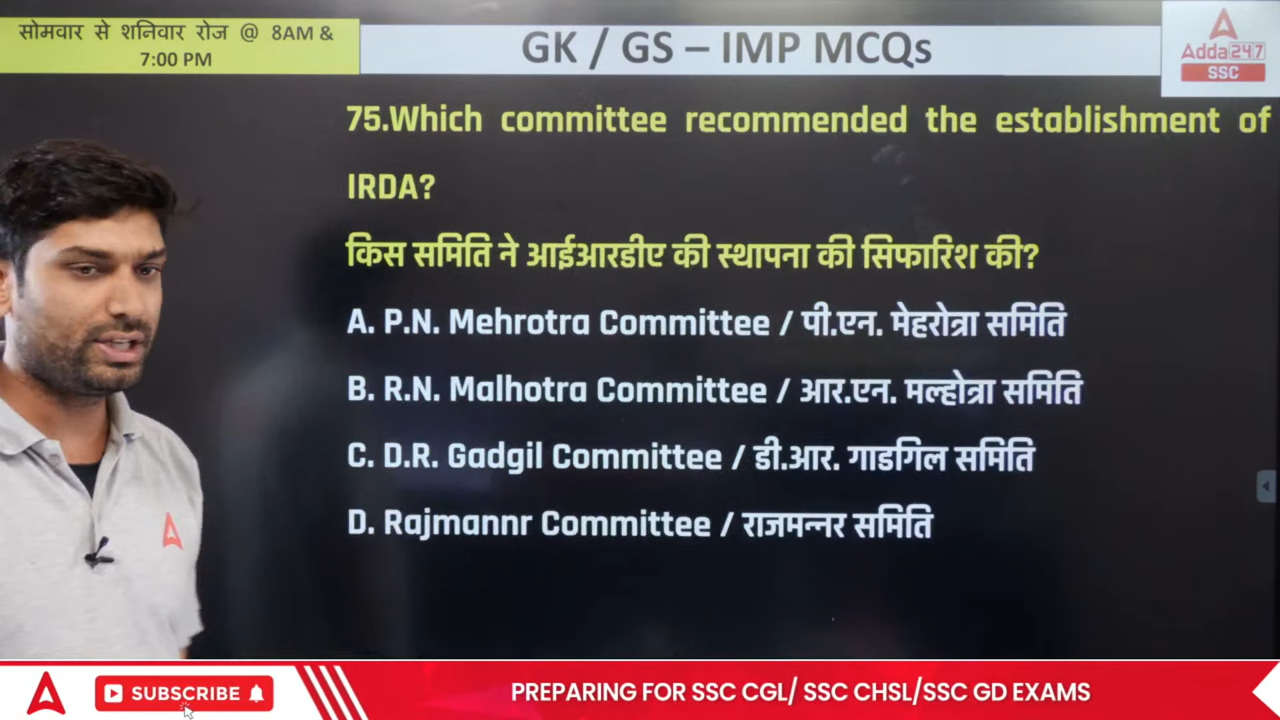 सोमवार से शनिवार रोज @ 8AM &
7:00 PM
GK / GS – IMP MCQs
Adda247
SSC
75.Which committee recommended the establishment of
IRDA?
किस समिति ने आईआरडीए की स्थापना की सिफारिश की?
A. P.N. Mehrotra Committee / पी.एन. मेहरोत्रा समिति
B. R.N. Malhotra Committee / आर.एन. मल्होत्रा समिति
C. D.R. Gadgil Committee / डी.आर. गाडगिल समिति
D. Rajmannr Committee / राजमन्नर समिति
SUBSCRIBE
PREPARING FOR SSC CGL/ SSC CHSL/SSC GD EXAMS